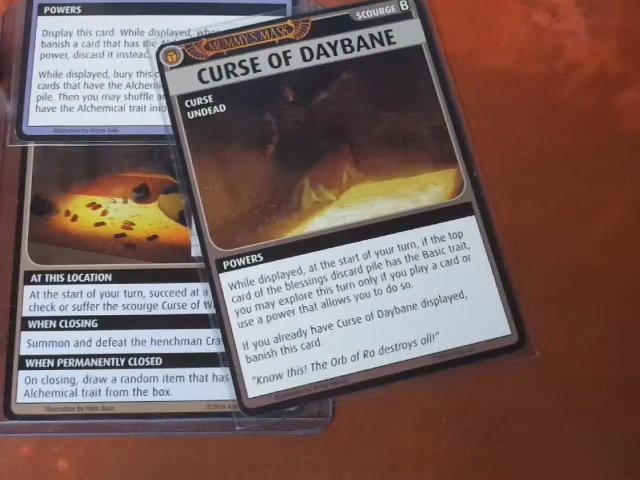 POWERS
Display this card. While displayed,
banish a card that has the
power, discard it instead.
While displayed, bury this
cards that have the
pile. Then you may shuffle
have the Alchemical trait
AT THIS LOCATION
At the start of your turn, succeed at a
check or suffer the scourge Curse of
WHEN CLOSING
Summon and defeat the henchman
WHEN PERMANENTLY CLOSED
On closing, draw a random item that has
Alchemical trait from the box.
MUMMY'S MASK
SCOURGE B
CURSE OF DAYBANE
CURSE
UNDEAD
POWERS
While displayed, at the start of your turn, if the top
card of the blessings discard pile has the Basic trait,
you may explore this turn only if you play a card or
use a power that allows you to do so.
If you already have Curse of Daybane displayed,
banish this card.
"Know this! The Orb of Ra destroys all!"